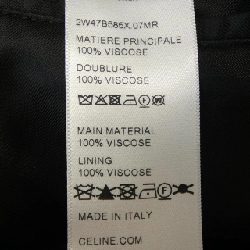 2W47B686X.07MR
MATIERE PRINCIPALE
100% VISCOSE
DOUBLURE
100% VISCOSE
MAIN MATERIAL
100% VISCOSE
LINING
100% VISCOSE
MADE IN ITALY
CELINE.COM